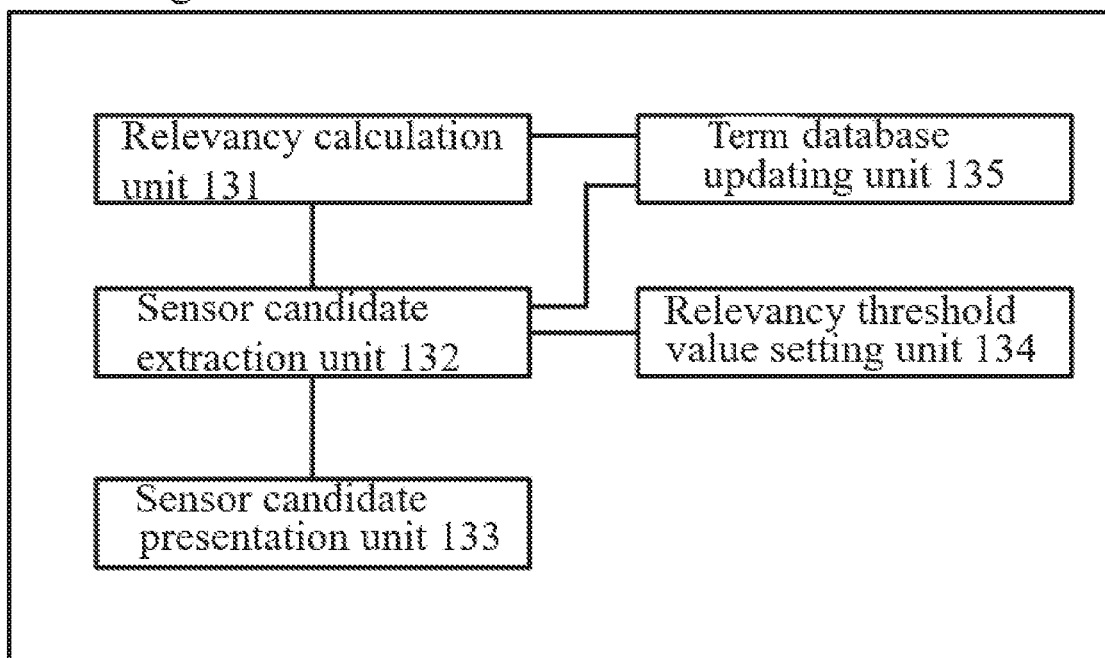 Relevancy calculation
unit 131
Term database
updating unit 135
Sensor candidate
extraction unit 132
Relevancy threshold
value setting unit 134
Sensor candidate
presentation unit 133